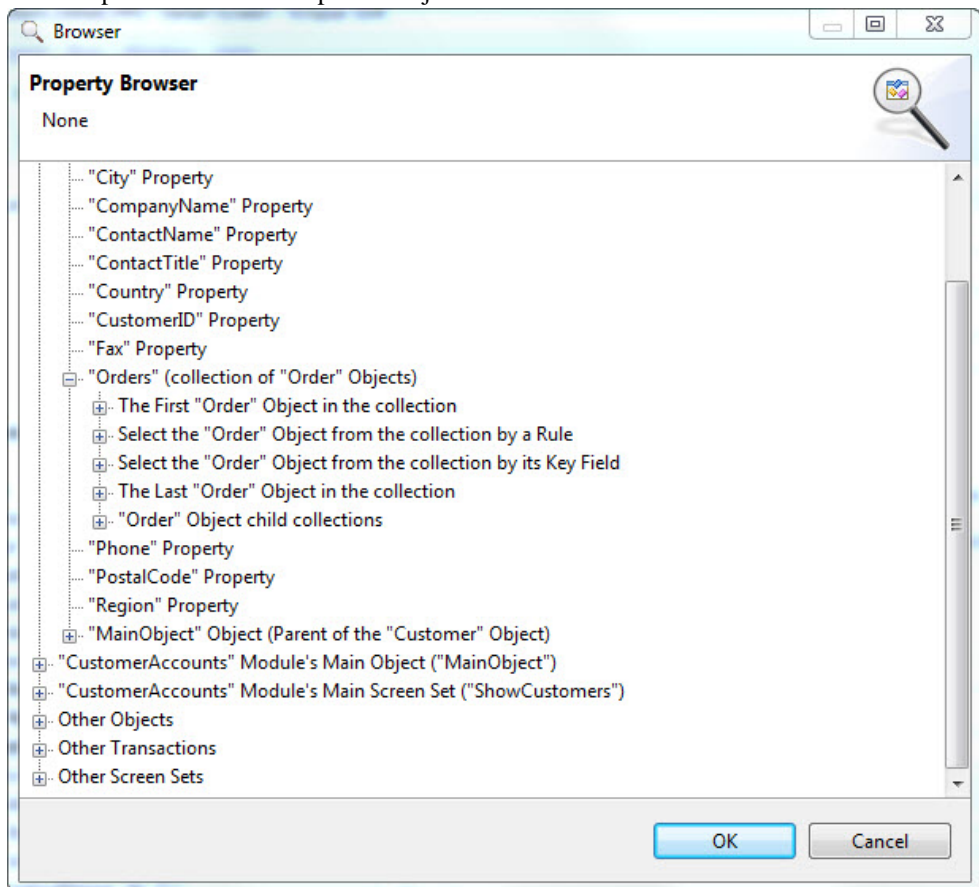 Browser
Property Browser
None
"City" Property
"CompanyName" Property
"ContactName" Property
"ContactTitle" Property
"Country" Property
"CustomerID" Property
"Fax" Property
"Orders" (collection of "Order" Objects)
The First "Order" Object in the collection
Select the "Order" Object from the collection by a Rule
Select the "Order" Object from the collection by its Key Field
The Last "Order" Object in the collection
"Order" Object child collections
"Phone" Property
"PostalCode" Property
"Region" Property
"MainObject" Object (Parent of the "Customer" Object)
"CustomerAccounts" Module's Main Object ("MainObject")
"CustomerAccounts" Module's Main Screen Set ("ShowCustomers")
Other Objects
Other Transactions
Other Screen Sets
OK Cancel